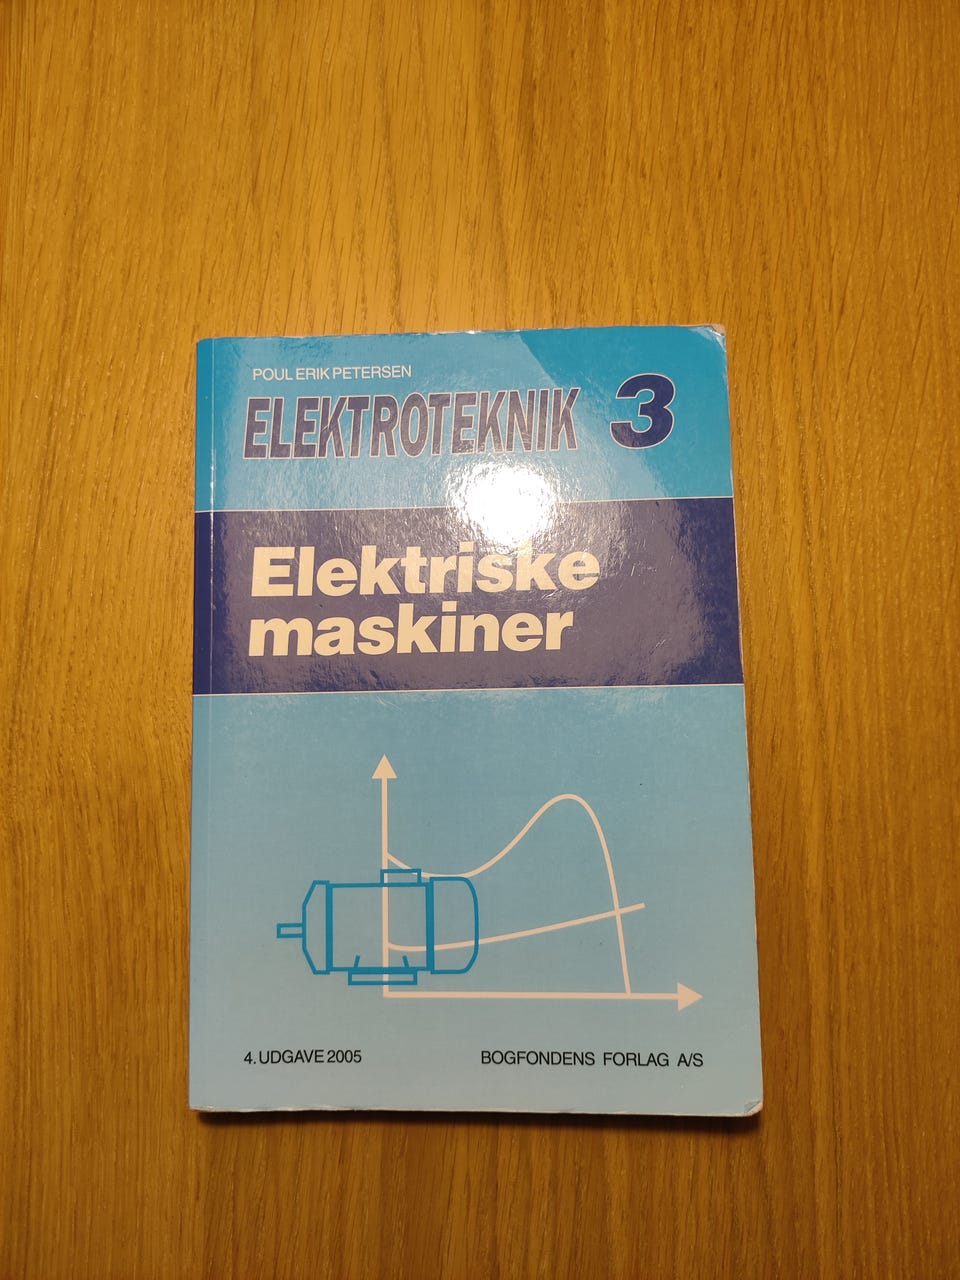 POUL ERIK PETERSEN
ELEKTROTEKNIK 3
Elektriske
maskiner
4. UDGAVE 2005
BOGFONDENS FORLAG A/S